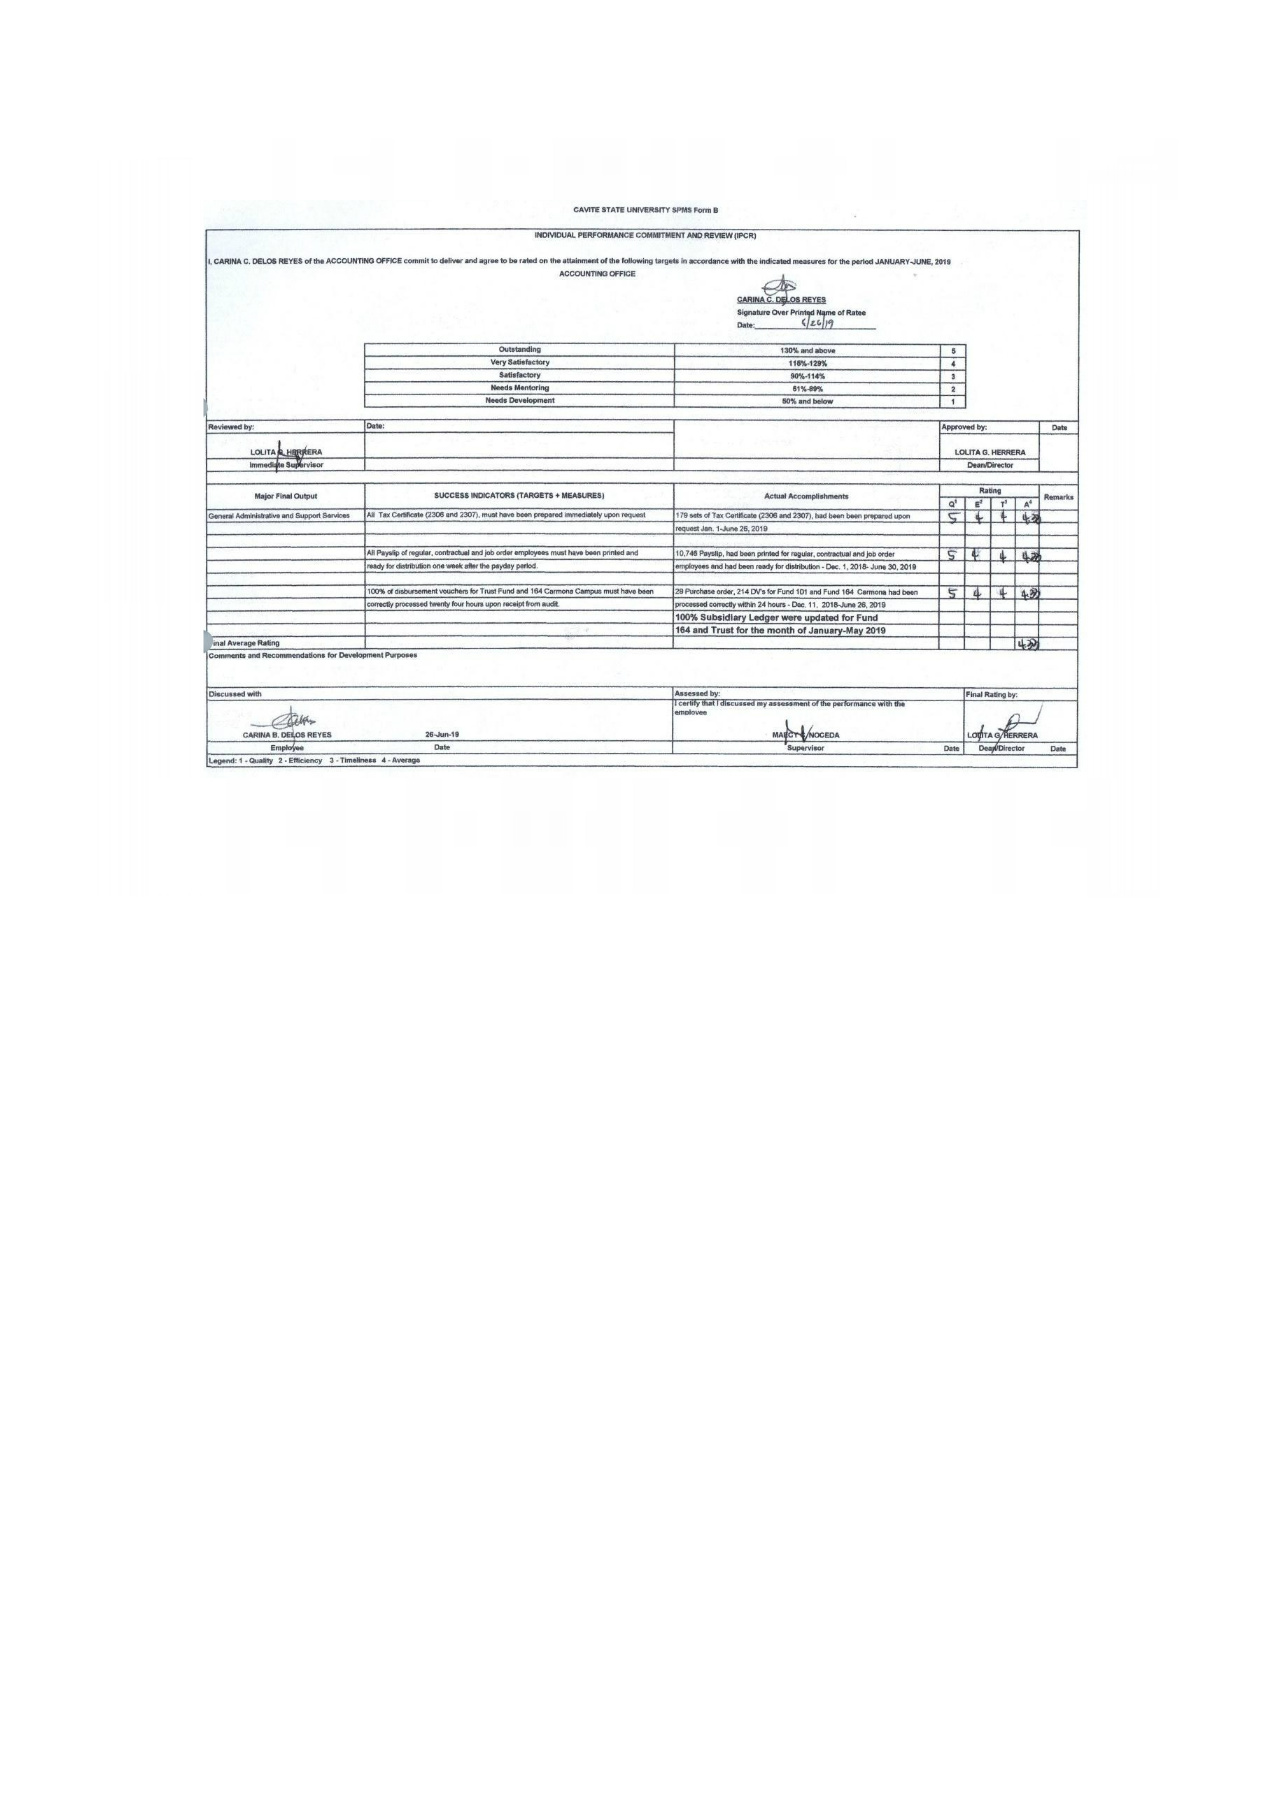 CAVITE STATE UNIVERSITY SPMS Form B
INDIVIDUAL PERFORMANCE COMMITMENT AND REVIEW (IPCR)
I, CARINA C. DELOS REYES of the ACCOUNTING OFFICE commit to deliver and agree to be rated on the attainment of the following targets in accordance with the indicated measures for the period JANUARY-JUNE, 2019
ACCOUNTING OFFICE
CARINA C. DELOS REYES
Signature Over Printed Name of Ratee
Date: 6/26/19
Outstanding 130% and above 5
Very Satisfactory 116%-129% 4
Satisfactory 90%-114% 3
Needs Mentoring 61%-89% 2
Needs Development 50% and below 1
Reviewed by: Date: Approved by: Date
LOLITA G. HERRERA LOLITA G. HERRERA
Immediate Supervisor Dean/Director
Major Final Output SUCCESS INDICATORS (TARGETS + MEASURES) Actual Accomplishments Rating Remarks
Q¹ E² T³ A⁴
General Administrative and Support Services All Tax Certificate (2306 and 2307), must have been prepared immediately upon request 179 sets of Tax Certificate (2306 and 2307), had been been prepared upon 5 4 4 4.33
request Jan. 1-June 26, 2019
All Payslip of regular, contractual and job order employees must have been printed and 10,746 Payslip, had been printed for regular, contractual and job order 5 4 4 4.33
ready for distribution one week after the payday period. employees and had been ready for distribution - Dec. 1, 2018- June 30, 2019
100% of disbursement vouchers for Trust Fund and 164 Carmona Campus must have been 28 Purchase order, 214 DV's for Fund 101 and Fund 164 Carmona had been 5 4 4 4.33
correctly processed twenty four hours upon receipt from audit. processed correctly within 24 hours - Dec. 11, 2018-June 26, 2019
100% Subsidiary Ledger were updated for Fund
164 and Trust for the month of January-May 2019
inal Average Rating 4.33
Comments and Recommendations for Development Purposes
Discussed with Assessed by: Final Rating by:
I certify that I discussed my assessment of the performance with the
employee
CARINA B. DELOS REYES 26-Jun-19 NOCEDA LOLITA G. HERRERA
Employee Date Supervisor Date Dean/Director Date
Legend: 1 - Quality 2 - Efficiency 3 - Timeliness 4 - Average